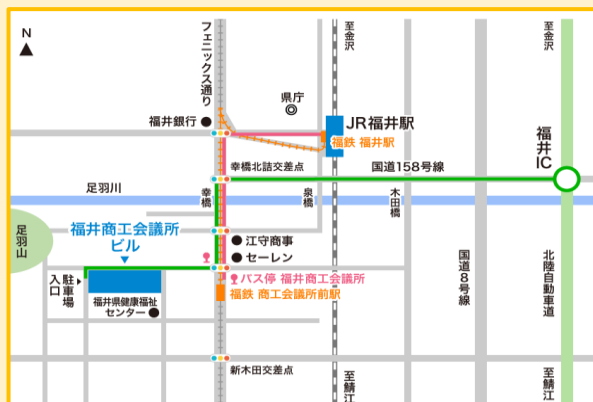 N
フェニックス通り
至金沢
至金沢
県庁
福井銀行
JR福井駅
福鉄 福井駅
福井IC
幸橋北詰交差点
国道158号線
足羽川
幸橋
泉橋
木田橋
足羽山
福井商工会議所
ビル
江守商事
セーレン
バス停 福井商工会議所
福鉄 商工会議所前駅
駐車場
入口
福井県健康福祉
センター
国道8号線
北陸自動車道
新木田交差点
至鯖江
至鯖江